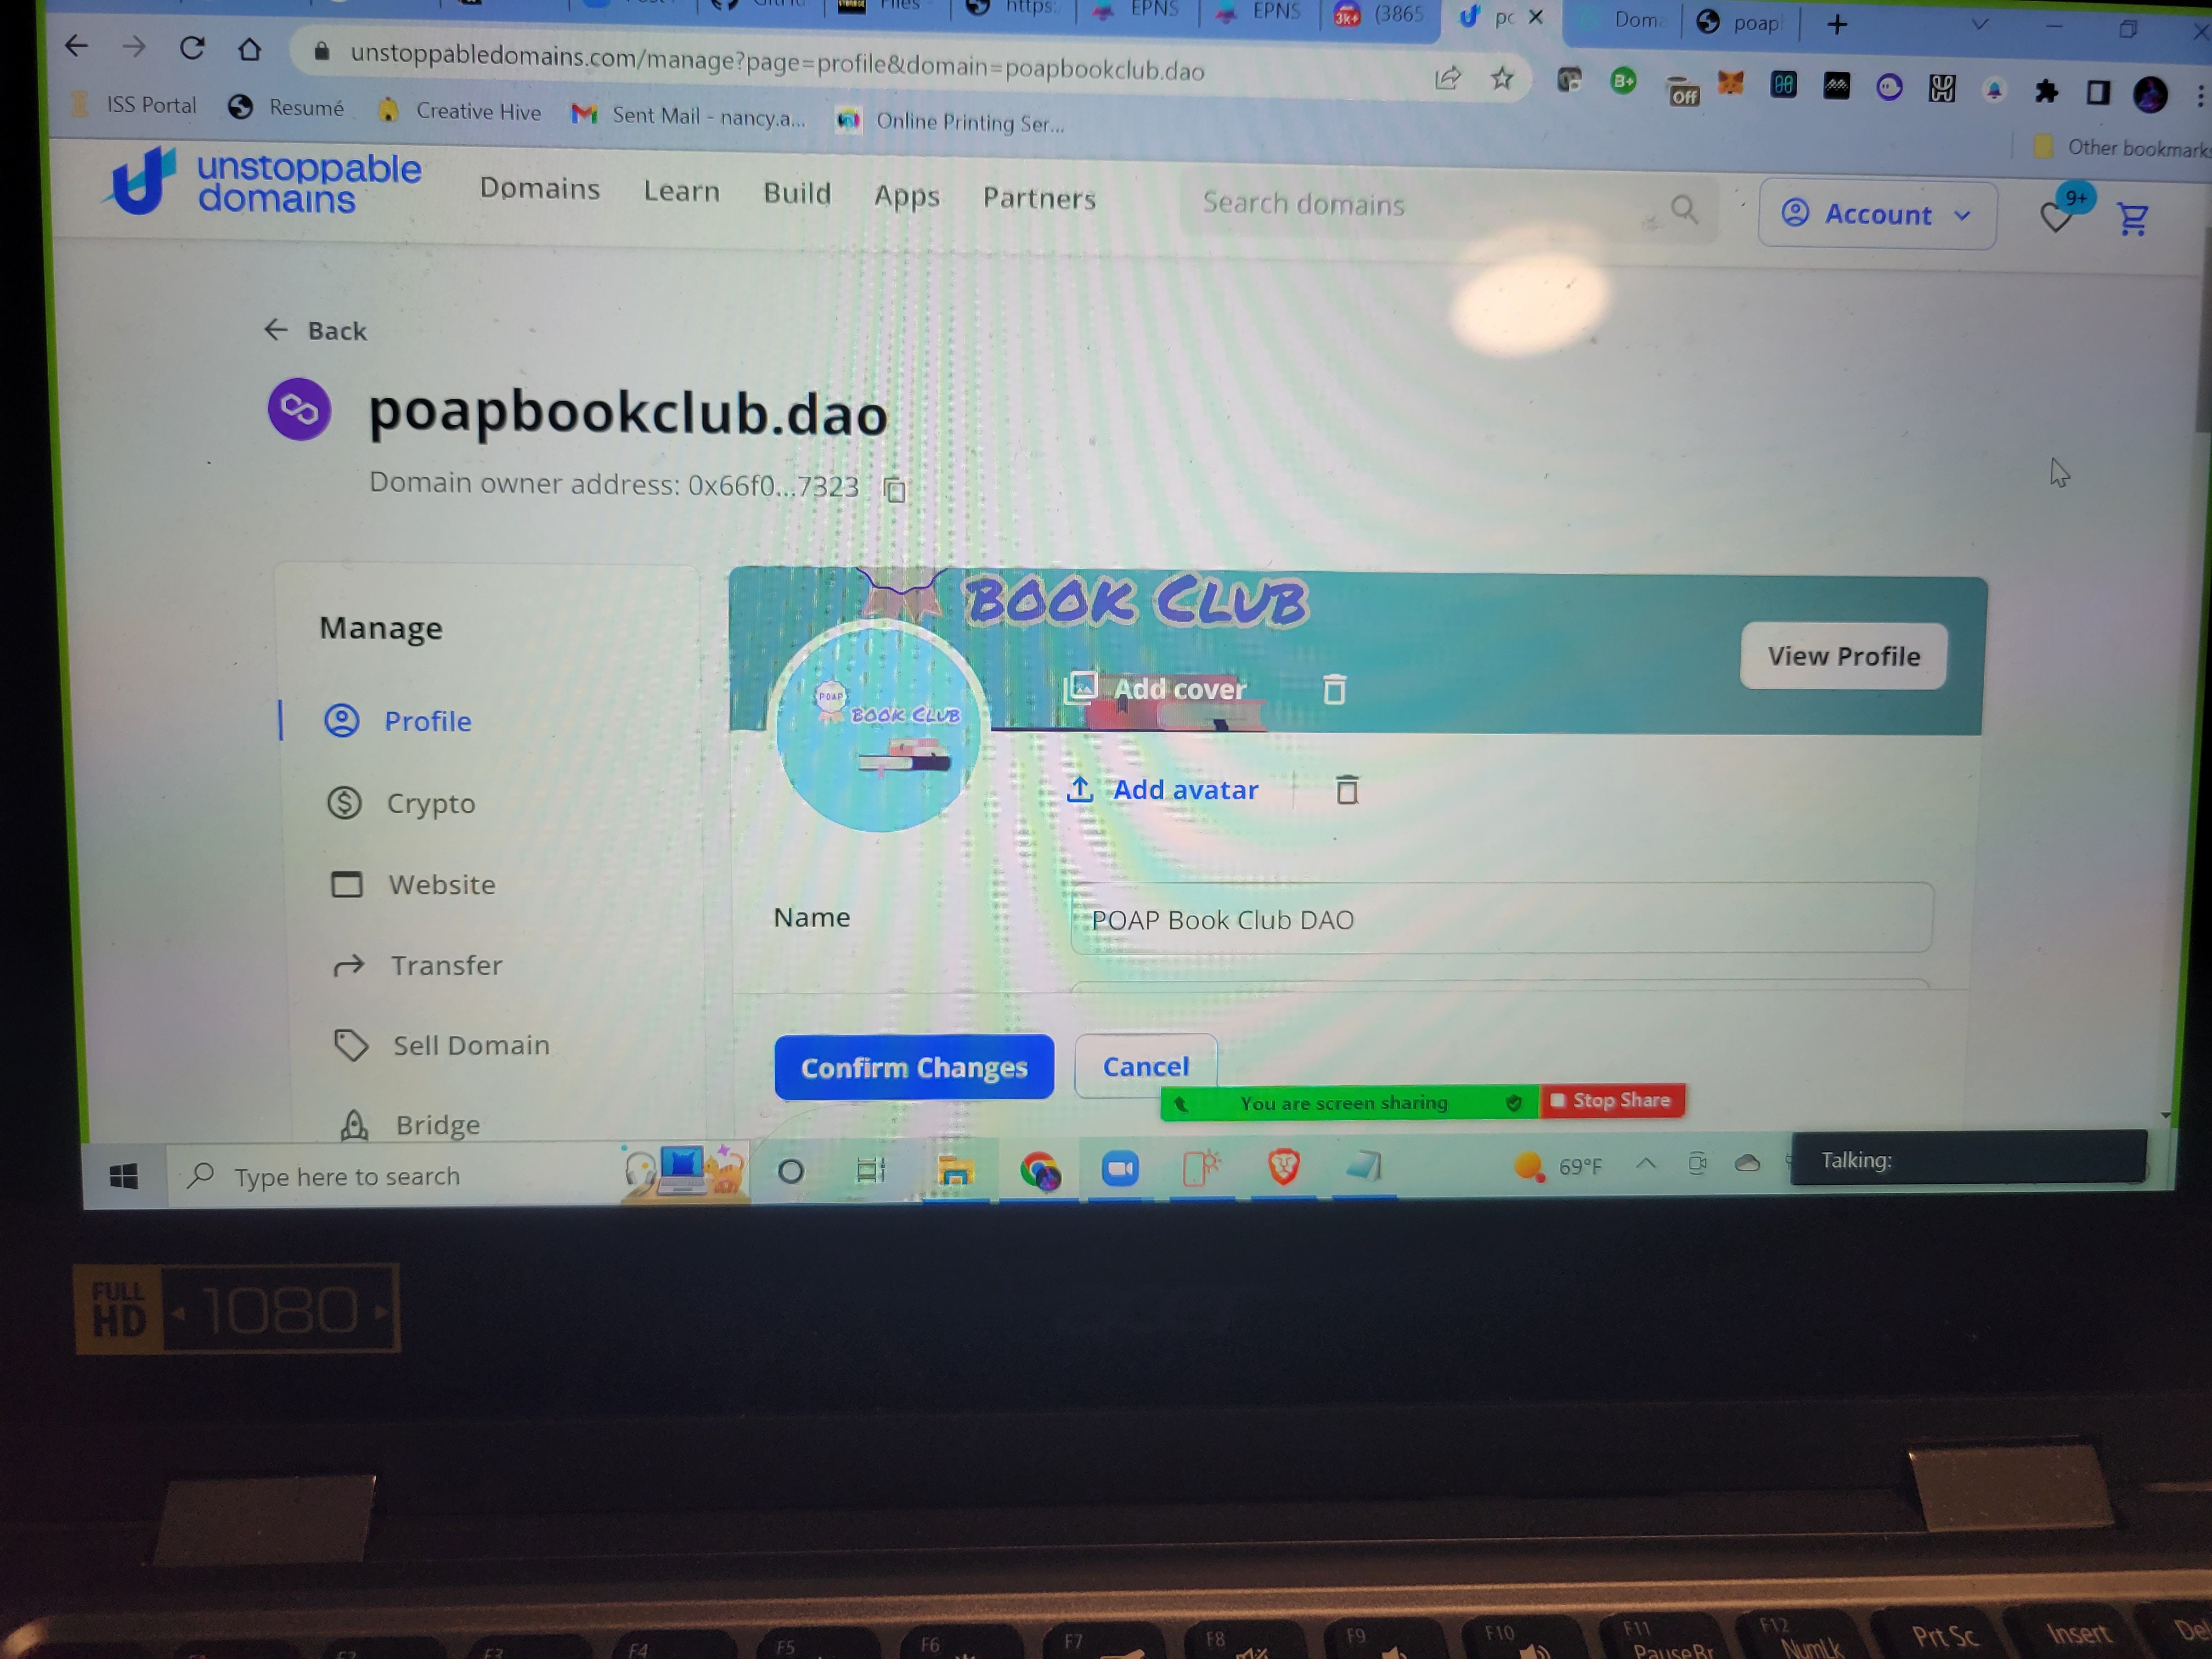 Files
https:
EPNS
EPNS
3k+
(3865
Dom
poap
unstoppabledomains.com/manage?page=profile&domain=poapbookclub.dao
B+
Off
ISS Portal
Resumé
Creative Hive
Sent Mail - nancy.a...
Online Printing Ser...
Other bookmarks
unstoppable
domains
Domains
Learn
Build
Apps
Partners
Search domains
Account
9+
Back
poapbookclub.dao
Domain owner address: 0x66f0...7323
Manage
Profile
Crypto
Website
Transfer
Sell Domain
Bridge
BOOK CLUB
View Profile
Add cover
POAP
BOOK CLUB
Add avatar
Name
POAP Book Club DAO
Confirm Changes
Cancel
You are screen sharing
Stop Share
Type here to search
69°F
Talking:
FULL
HD
1080
F4
F5
F6
F7
F8
F9
F10
F11
PauseBr
F12
NumLk
Prt Sc
Insert
Del